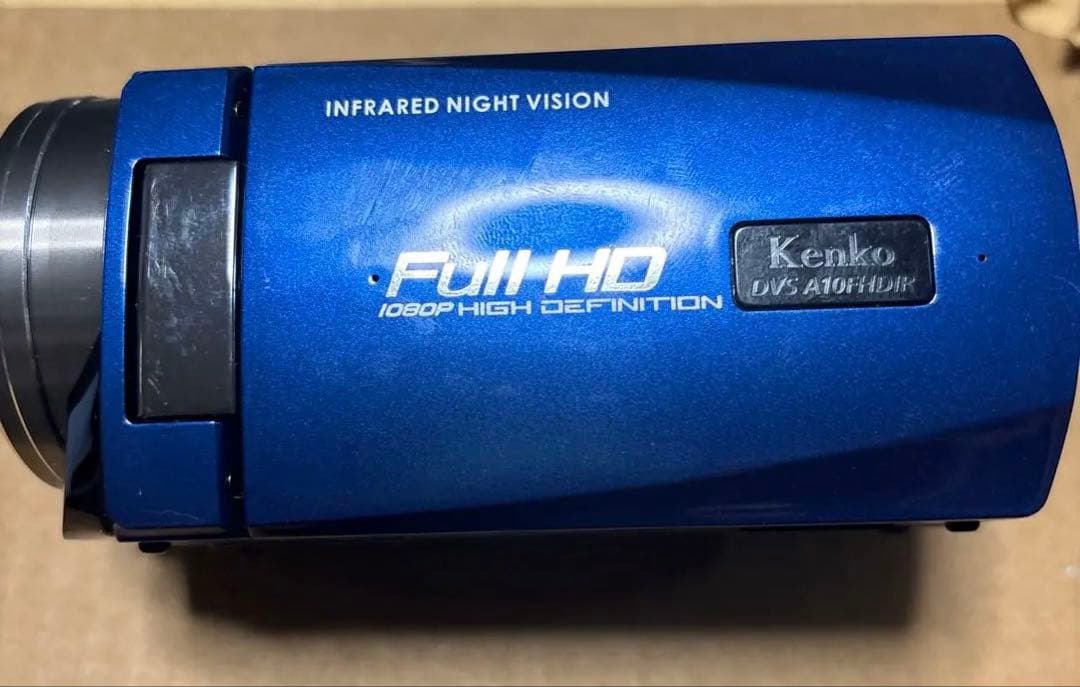 INFRARED NIGHT VISION
Full HD
1080P HIGH DEFINITION
Kenko
DVS A10FHDIR